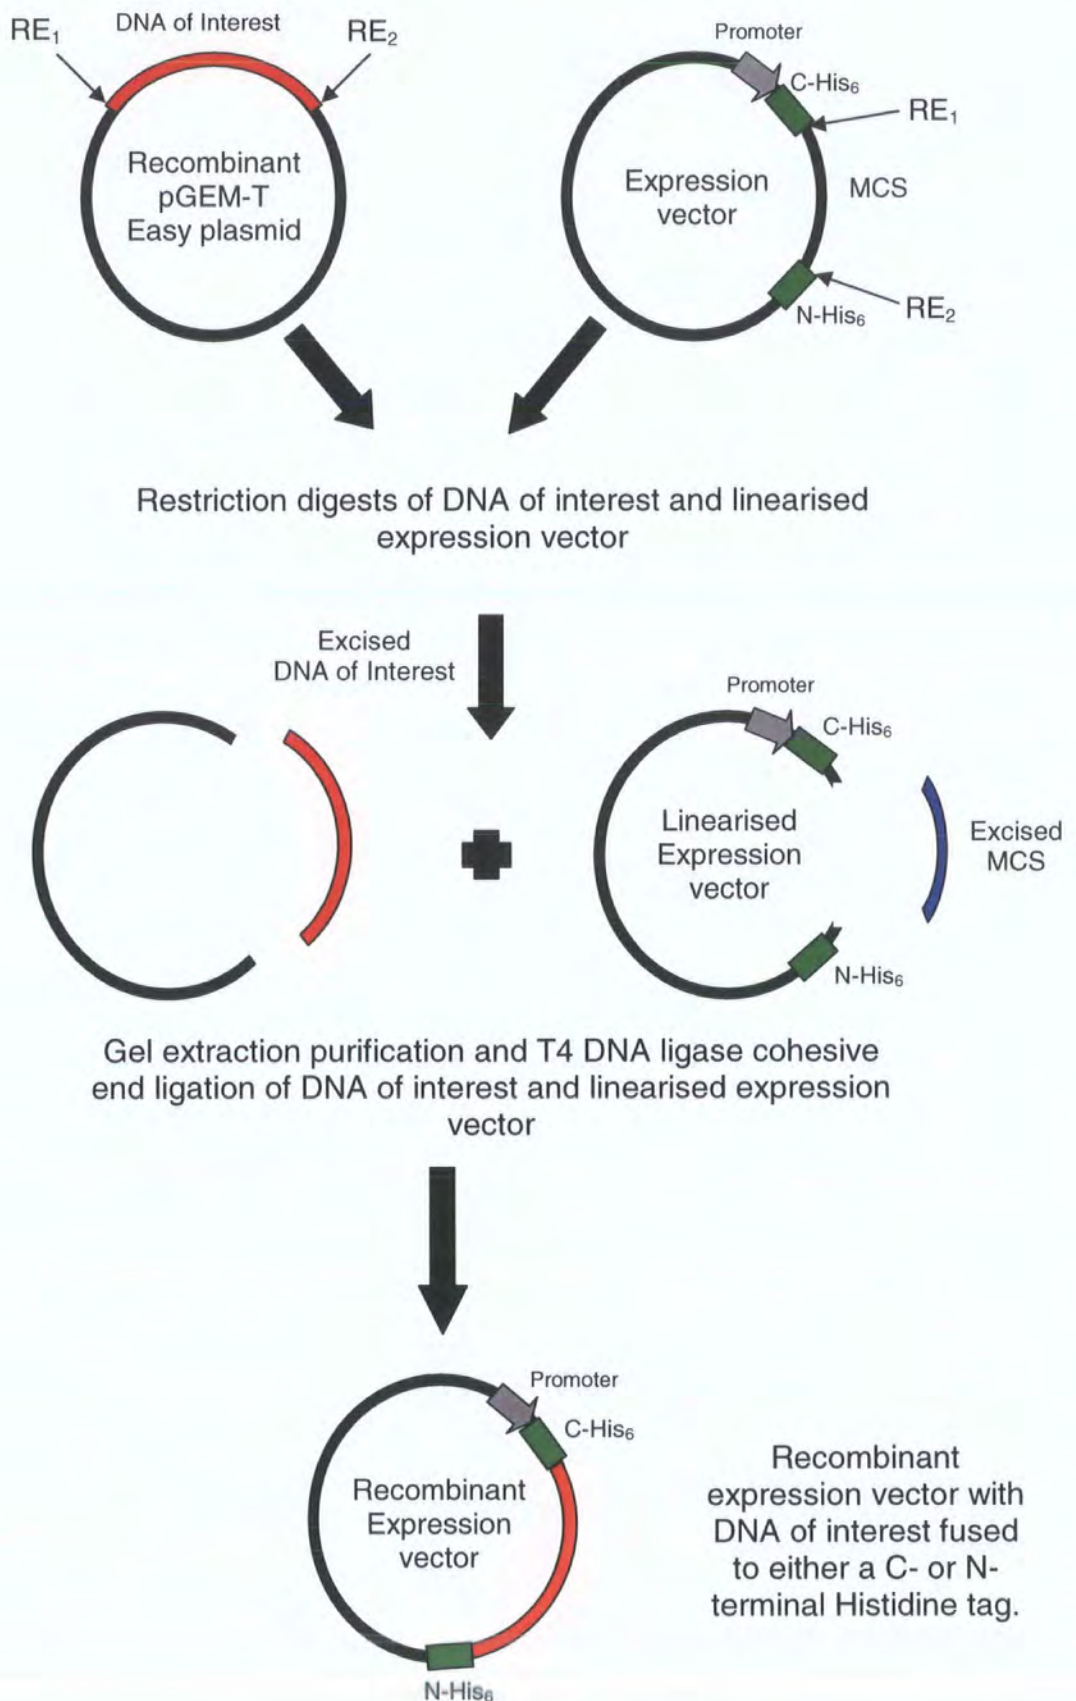 RE₁
DNA of Interest
RE₂
Recombinant
pGEM-T
Easy plasmid
Promoter
C-His₆
RE₁
Expression
vector
MCS
RE₂
N-His₆
Restriction digests of DNA of interest and linearised
expression vector
Excised
DNA of Interest
Promoter
C-His₆
Linearised
Expression
vector
Excised
MCS
N-His₆
Gel extraction purification and T4 DNA ligase cohesive
end ligation of DNA of interest and linearised expression
vector
Promoter
C-His₆
Recombinant
Expression
vector
N-His₆
Recombinant
expression vector with
DNA of interest fused
to either a C- or N-
terminal Histidine tag.